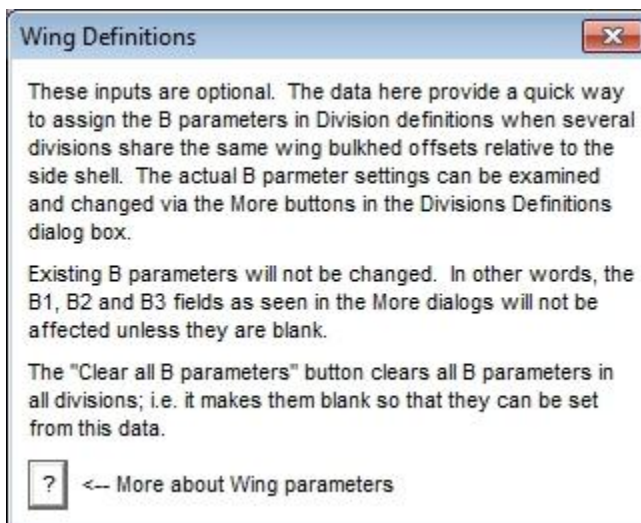 Wing Definitions
These inputs are optional. The data here provide a quick way
to assign the B parameters in Division definitions when several
divisions share the same wing bulkhed offsets relative to the
side shell. The actual B parmeter settings can be examined
and changed via the More buttons in the Divisions Definitions
dialog box.
Existing B parameters will not be changed. In other words, the
B1, B2 and B3 fields as seen in the More dialogs will not be
affected unless they are blank.
The "Clear all B parameters" button clears all B parameters in
all divisions; i.e. it makes them blank so that they can be set
from this data.
? <-- More about Wing parameters